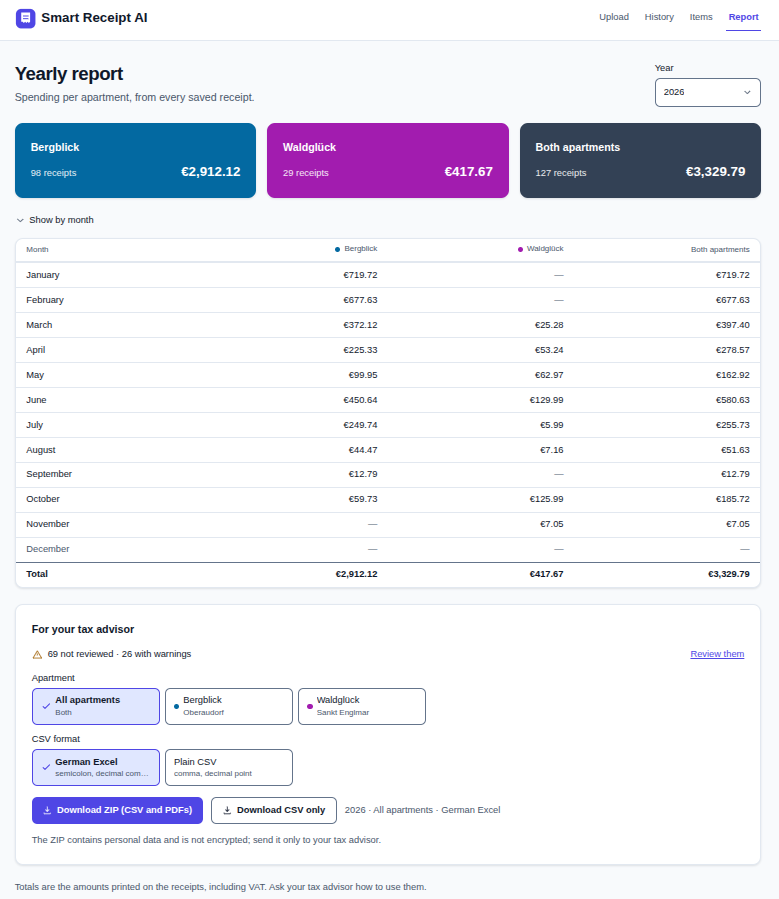 Smart Receipt AI
Upload History Items Report
Yearly report
Spending per apartment, from every saved receipt.
Year
2026
Bergblick
98 receipts €2,912.12
Waldglück
29 receipts €417.67
Both apartments
127 receipts €3,329.79
Show by month
Month Bergblick Waldglück Both apartments
January €719.72 — €719.72
February €677.63 — €677.63
March €372.12 €25.28 €397.40
April €225.33 €53.24 €278.57
May €99.95 €62.97 €162.92
June €450.64 €129.99 €580.63
July €249.74 €5.99 €255.73
August €44.47 €7.16 €51.63
September €12.79 — €12.79
October €59.73 €125.99 €185.72
November — €7.05 €7.05
December — — —
Total €2,912.12 €417.67 €3,329.79
For your tax advisor
69 not reviewed · 26 with warnings Review them
Apartment
All apartments
Both
Bergblick
Oberaudorf
Waldglück
Sankt Englmar
CSV format
German Excel
semicolon, decimal com…
Plain CSV
comma, decimal point
Download ZIP (CSV and PDFs) Download CSV only 2026 · All apartments · German Excel
The ZIP contains personal data and is not encrypted; send it only to your tax advisor.
Totals are the amounts printed on the receipts, including VAT. Ask your tax advisor how to use them.